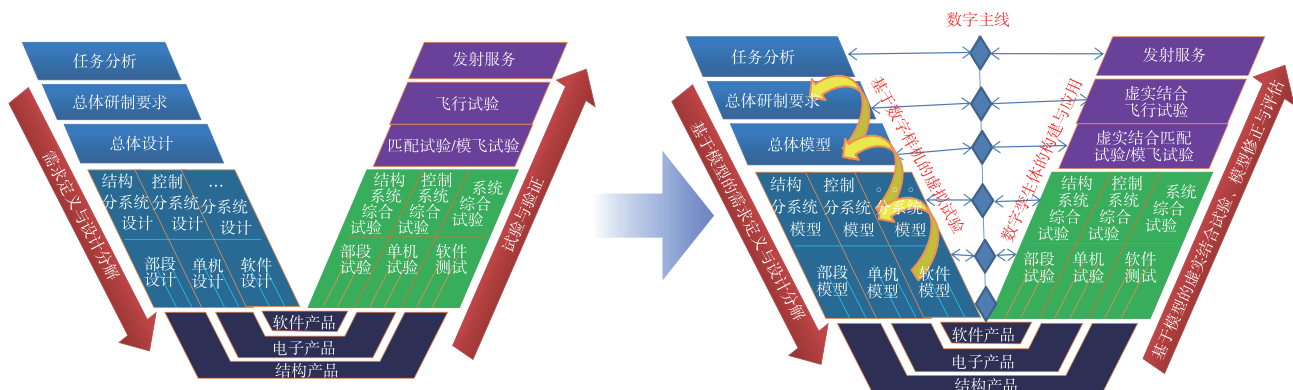 任务分析
总体研制要求
总体设计
需求定义与设计分解
结构
分系统
设计
控制
分系统
设计
…
分系统
设计
部段
设计
单机
设计
软件
设计
发射服务
飞行试验
匹配试验/模飞试验
结构
系统
综合
试验
控制
系统
综合
试验
系统
综合
试验
部段
试验
单机
试验
软件
测试
试验与验证
软件产品
电子产品
结构产品
数字主线
任务分析
总体研制要求
总体模型
基于模型的需求定义与设计分解
结构
分系统
模型
控制
分系统
模型
。。。
分系统
模型
部段
模型
单机
模型
软件
模型
基于数字样机的虚拟试验
数字孪生体的构建与应用
发射服务
虚实结合
飞行试验
虚实结合匹配
试验/模飞试验
结构
系统
综合
试验
控制
系统
综合
试验
系统
综合
试验
部段
试验
单机
试验
软件
测试
基于模型的虚实结合试验、模型修正与评估
软件产品
电子产品
结构产品